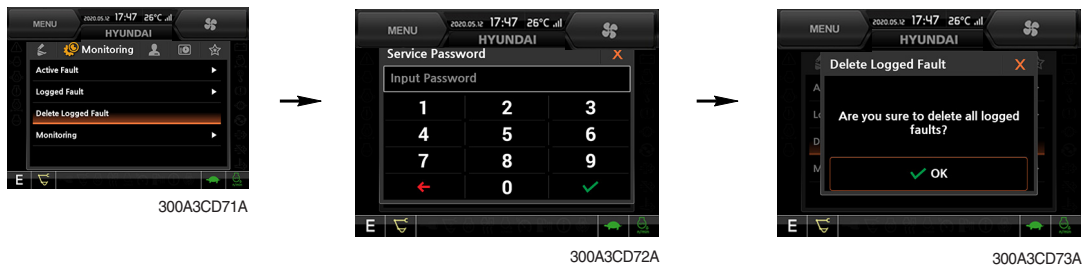 MENU
2020.05.12 17:47 26°C
HYUNDAI
Monitoring
Active Fault
Logged Fault
Delete Logged Fault
Monitoring
E
300A3CD71A
MENU
2020.05.12 17:47 26°C
HYUNDAI
Service Password X
Input Password
1 2 3
4 5 6
7 8 9
0
E
300A3CD72A
MENU
2020.05.12 17:47 26°C
HYUNDAI
Delete Logged Fault X
A
Lo
D
M
Are you sure to delete all logged
faults?
OK
E
300A3CD73A